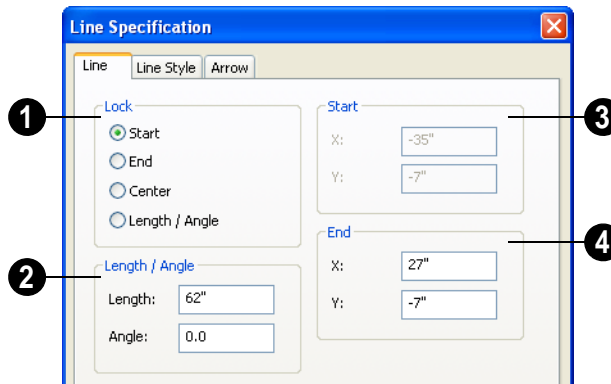 Line Specification
Line Line Style Arrow
1
Lock
Start
End
Center
Length / Angle
2
Length / Angle
Length: 62"
Angle: 0.0
3
Start
X: -35"
Y: -7"
4
End
X: 27"
Y: -7"